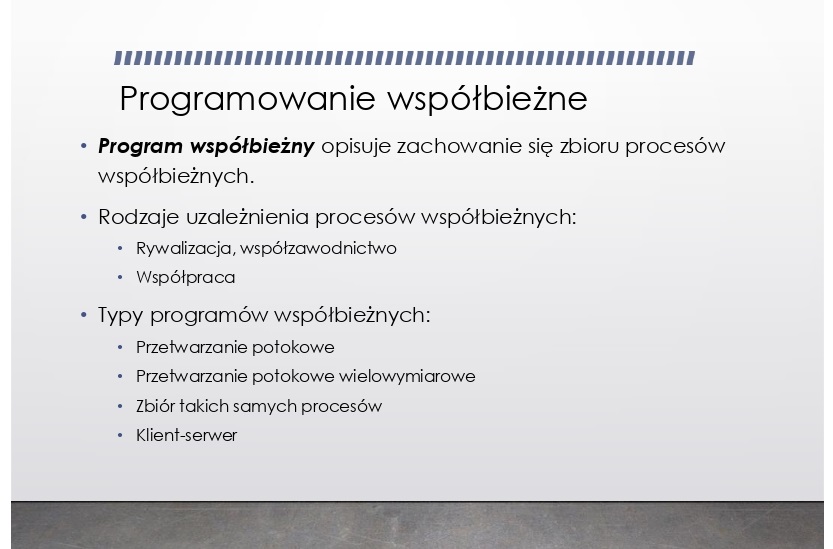 Programowanie współbieżne
• Program współbieżny opisuje zachowanie się zbioru procesów
współbieżnych.
• Rodzaje uzależnienia procesów współbieżnych:
• Rywalizacja, współzawodnictwo
• Współpraca
• Typy programów współbieżnych:
• Przetwarzanie potokowe
• Przetwarzanie potokowe wielowymiarowe
• Zbiór takich samych procesów
• Klient-serwer